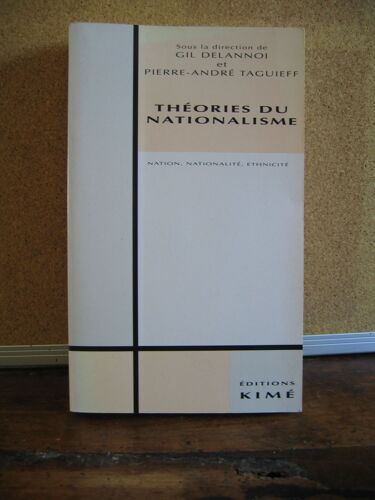 Sous la direction de
GIL DELANNOI
et
PIERRE-ANDRÉ TAGUIEFF
THÉORIES DU
NATIONALISME
NATION, NATIONALITÉ, ETHNICITÉ
ÉDITIONS
KIMÉ